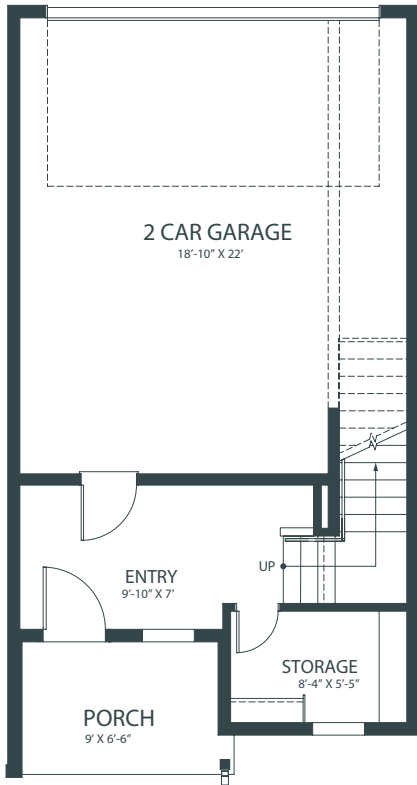 2 CAR GARAGE
18'-10" X 22'
UP
ENTRY
9'-10" X 7'
STORAGE
8'-4" X 5'-5"
PORCH
9' X 6'-6"